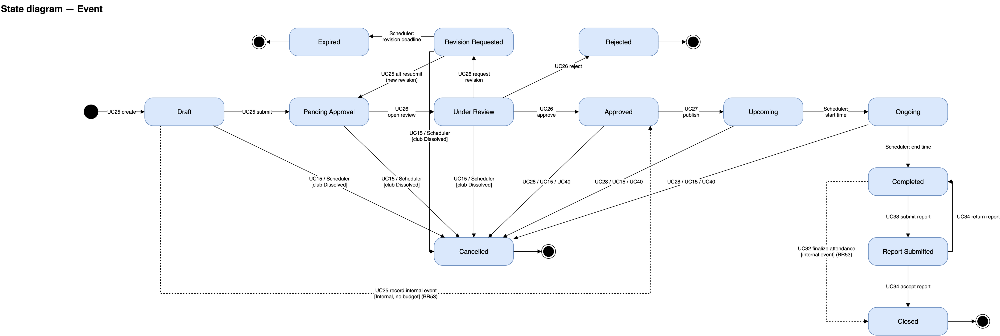 State diagram — Event
Expired
Scheduler:
revision deadline
Revision Requested
Rejected
UC25 alt resubmit
(new revision)
UC26 request
revision
UC26 reject
UC25 create
Draft
UC25 submit
Pending Approval
UC26
open review
Under Review
UC26
approve
Approved
UC27
publish
Upcoming
Scheduler:
start time
Ongoing
UC15 / Scheduler
[club Dissolved]
Scheduler: end time
UC15 / Scheduler
[club Dissolved]
UC15 / Scheduler
[club Dissolved]
UC15 / Scheduler
[club Dissolved]
UC28 / UC15 / UC40
UC28 / UC15 / UC40
UC28 / UC15 / UC40
Completed
UC33 submit report
UC34 return report
Cancelled
UC32 finalize attendance
[internal event] (BR53)
Report Submitted
UC25 record internal event
[Internal, no budget] (BR53)
UC34 accept report
Closed